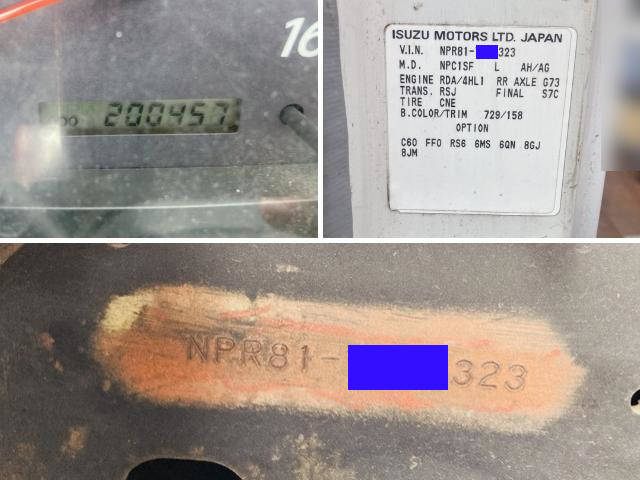 16
ODO 200457
ISUZU MOTORS LTD. JAPAN
V.I.N. NPR81- 323
M.D. NPC1SF L AH/AG
ENGINE RDA/4HL1 RR AXLE G73
TRANS. RSJ FINAL S7C
TIRE CNE
B.COLOR/TRIM 729/158
OPTION
C60 FF0 RS6 6MS 6QN 8GJ
8JM
NPR81- 323